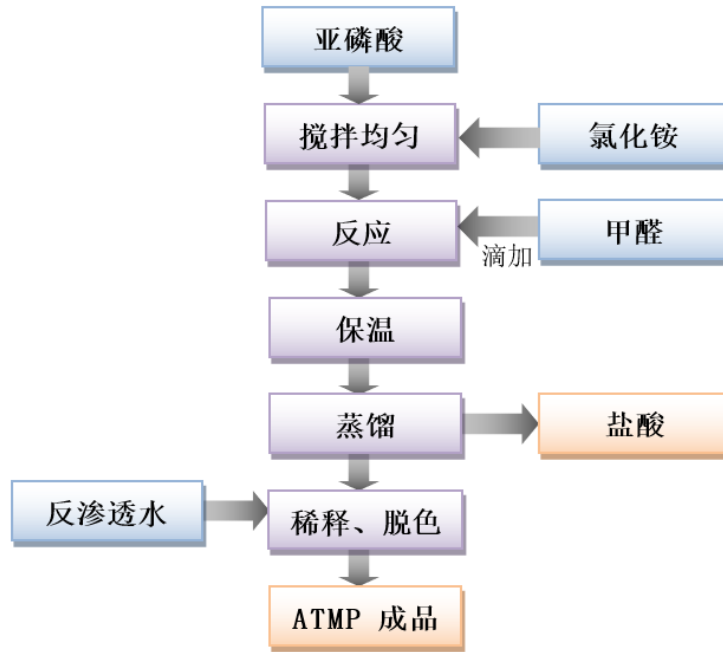 亚磷酸
搅拌均匀
氯化铵
反应
甲醛
滴加
保温
蒸馏
盐酸
反渗透水
稀释、脱色
ATMP 成品